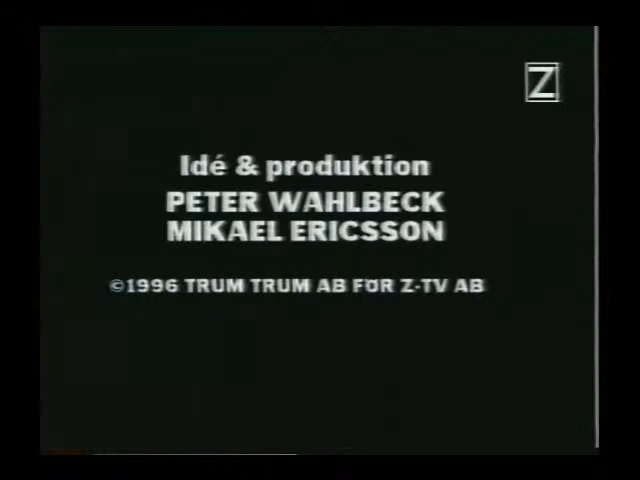 Z
Idé & produktion
PETER WAHLBECK
MIKAEL ERICSSON
©1996 TRUM TRUM AB FÖR Z-TV AB